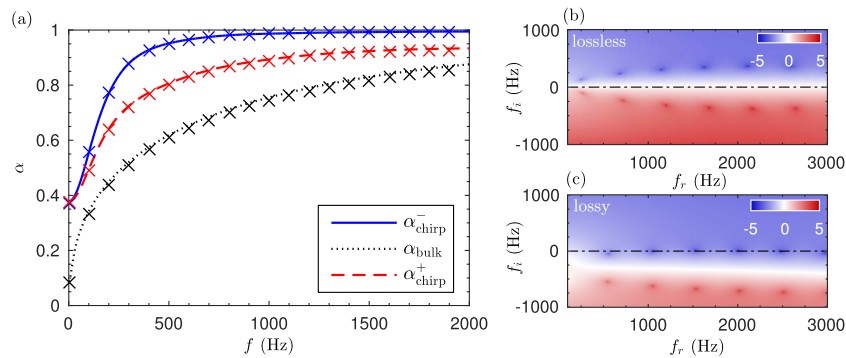 (a)
1
0.8
0.6
0.4
0.2
0
α
0 500 1000 1500 2000
f (Hz)
α⁻chirp
αbulk
α⁺chirp
(b)
lossless
-5 0 5
1000
0
-1000
fi (Hz)
1000 2000 3000
fr (Hz)
(c)
lossy
-5 0 5
1000
0
-1000
fi (Hz)
1000 2000 3000
fr (Hz)